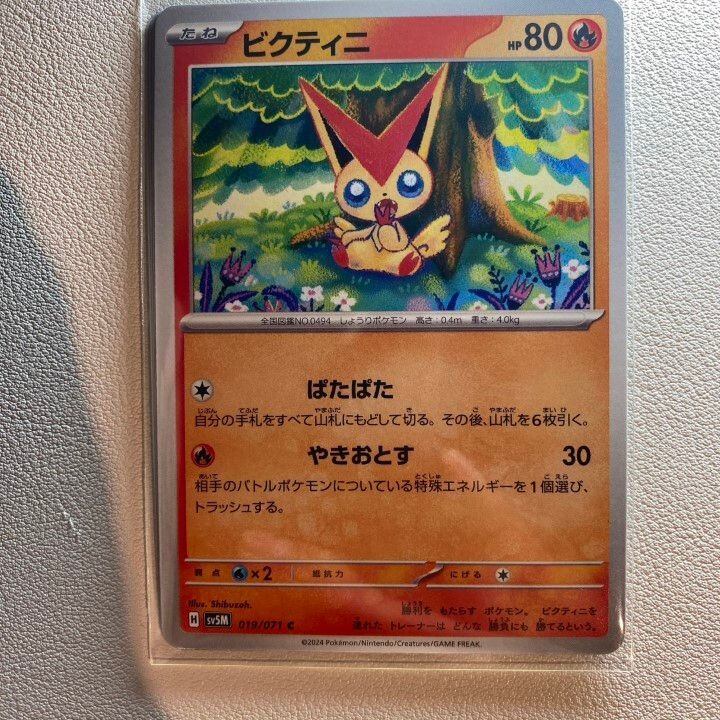 たね ビクティニ HP80
全国図鑑NO.0494 しょうりポケモン 高さ:0.4m 重さ:4.0kg
ぱたぱた
自分の手札をすべて山札にもどして切る。その後、山札を6枚引く。
やきおとす 30
相手のバトルポケモンについている特殊エネルギーを1個選び、
トラッシュする。
弱点 ×2 抵抗力 にげる
Illus. Shibuzoh.
勝利を もたらす ポケモン。 ビクティニを
H SV5M 019/071 C
連れた トレーナーは どんな 勝負にも 勝てるという。
©2024 Pokémon/Nintendo/Creatures/GAME FREAK.